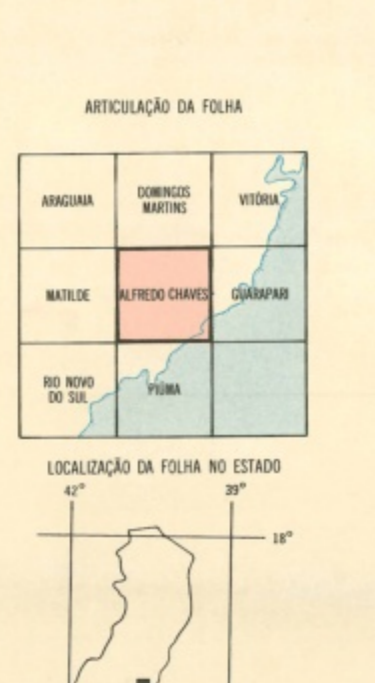 ARTICULAÇÃO DA FOLHA
ARAGUAIA
DOMINGOS
MARTINS
VITÓRIA
MATILDE
ALFREDO CHAVES
GUARAPARI
RIO NOVO
DO SUL
PIÚMA
LOCALIZAÇÃO DA FOLHA NO ESTADO
42° 39°
18°